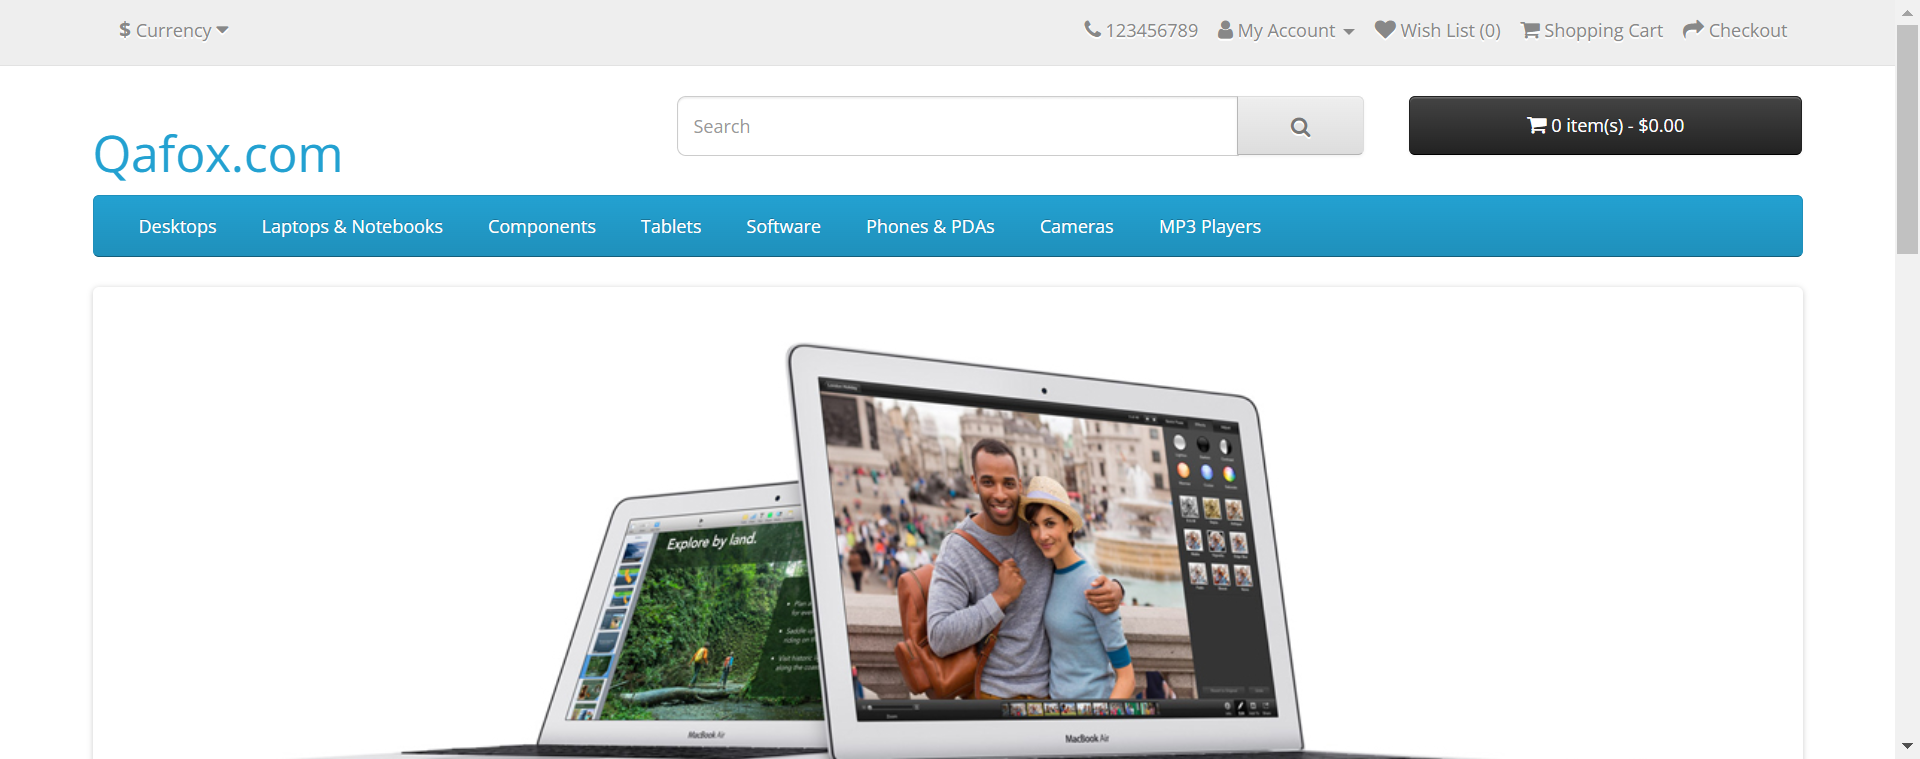 $ Currency
123456789 My Account Wish List (0) Shopping Cart Checkout
Search
0 item(s) - $0.00
Qafox.com
Desktops Laptops & Notebooks Components Tablets Software Phones & PDAs Cameras MP3 Players
Explore by land.
MacBook Air
MacBook Air